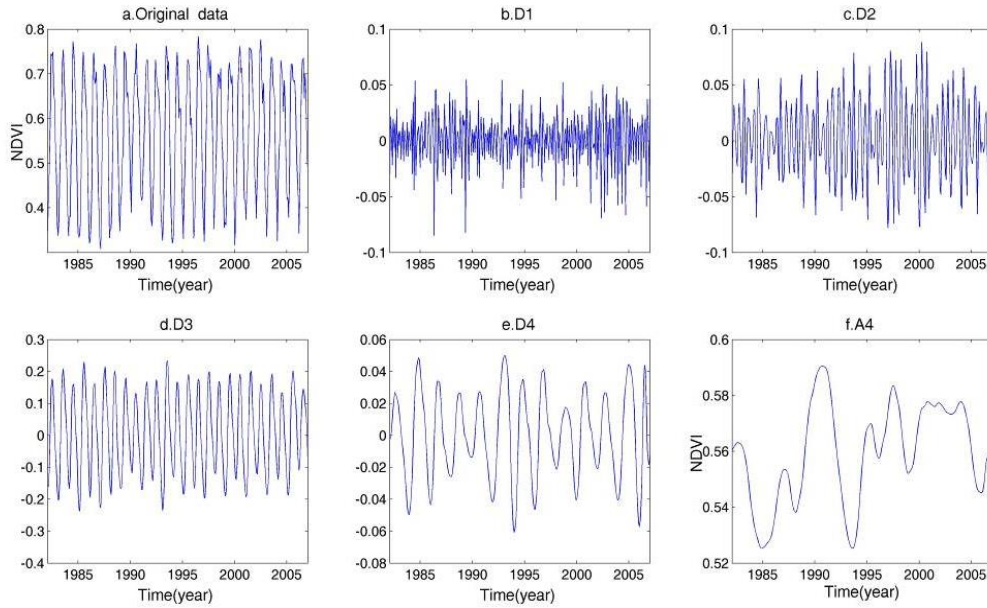 a.Original data
b.D1
c.D2
0.8
0.7
0.6
0.5
0.4
NDVI
1985 1990 1995 2000 2005
Time(year)
0.1
0.05
0
-0.05
-0.1
1985 1990 1995 2000 2005
Time(year)
0.1
0.05
0
-0.05
-0.1
1985 1990 1995 2000 2005
Time(year)
d.D3
e.D4
f.A4
0.3
0.2
0.1
0
-0.1
-0.2
-0.3
-0.4
1985 1990 1995 2000 2005
Time(year)
0.06
0.04
0.02
0
-0.02
-0.04
-0.06
-0.08
1985 1990 1995 2000 2005
Time(year)
0.6
0.58
0.56
0.54
0.52
NDVI
1985 1990 1995 2000 2005
Time(year)